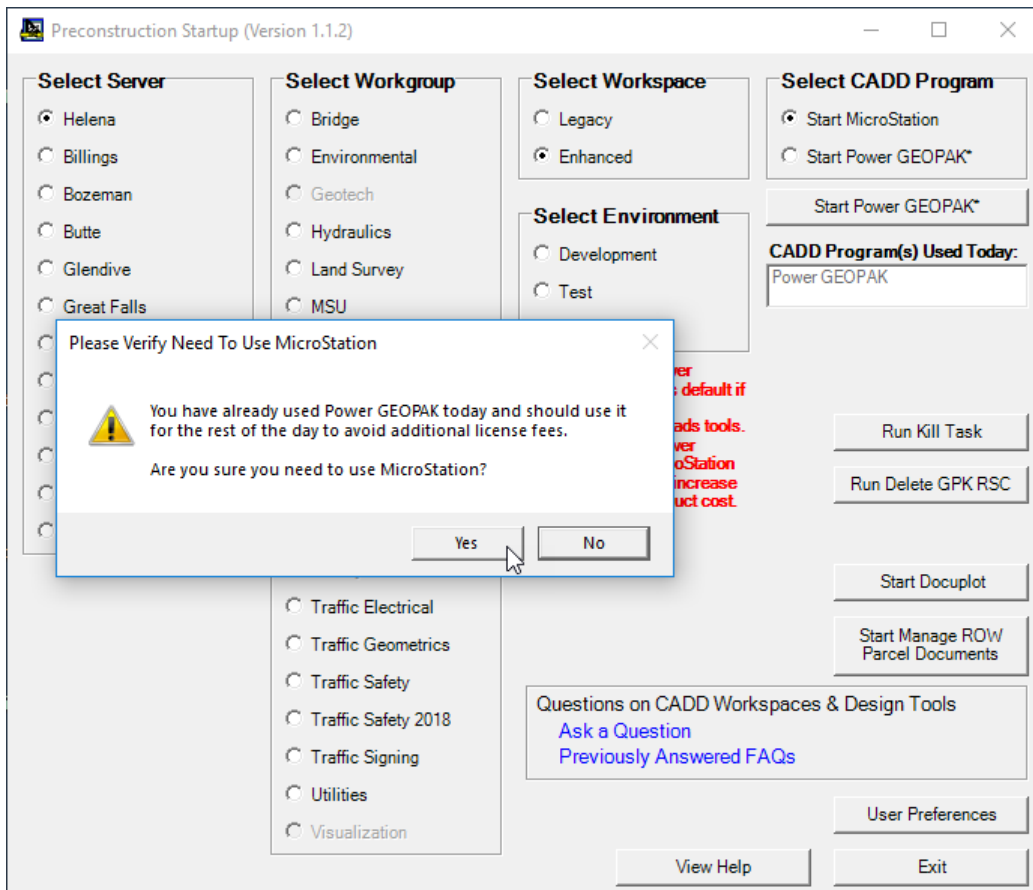 Preconstruction Startup (Version 1.1.2)
Select Server
Helena
Billings
Bozeman
Butte
Glendive
Great Falls
Select Workgroup
Bridge
Environmental
Geotech
Hydraulics
Land Survey
MSU
Traffic Electrical
Traffic Geometrics
Traffic Safety
Traffic Safety 2018
Traffic Signing
Utilities
Visualization
Select Workspace
Legacy
Enhanced
Select Environment
Development
Test
default if
tools.
increase
cost.
Select CADD Program
Start MicroStation
Start Power GEOPAK*
Start Power GEOPAK*
CADD Program(s) Used Today:
Power GEOPAK
Run Kill Task
Run Delete GPK RSC
Start Docuplot
Start Manage ROW
Parcel Documents
Please Verify Need To Use MicroStation
You have already used Power GEOPAK today and should use it
for the rest of the day to avoid additional license fees.
Are you sure you need to use MicroStation?
Yes
No
Questions on CADD Workspaces & Design Tools
Ask a Question
Previously Answered FAQs
User Preferences
View Help
Exit